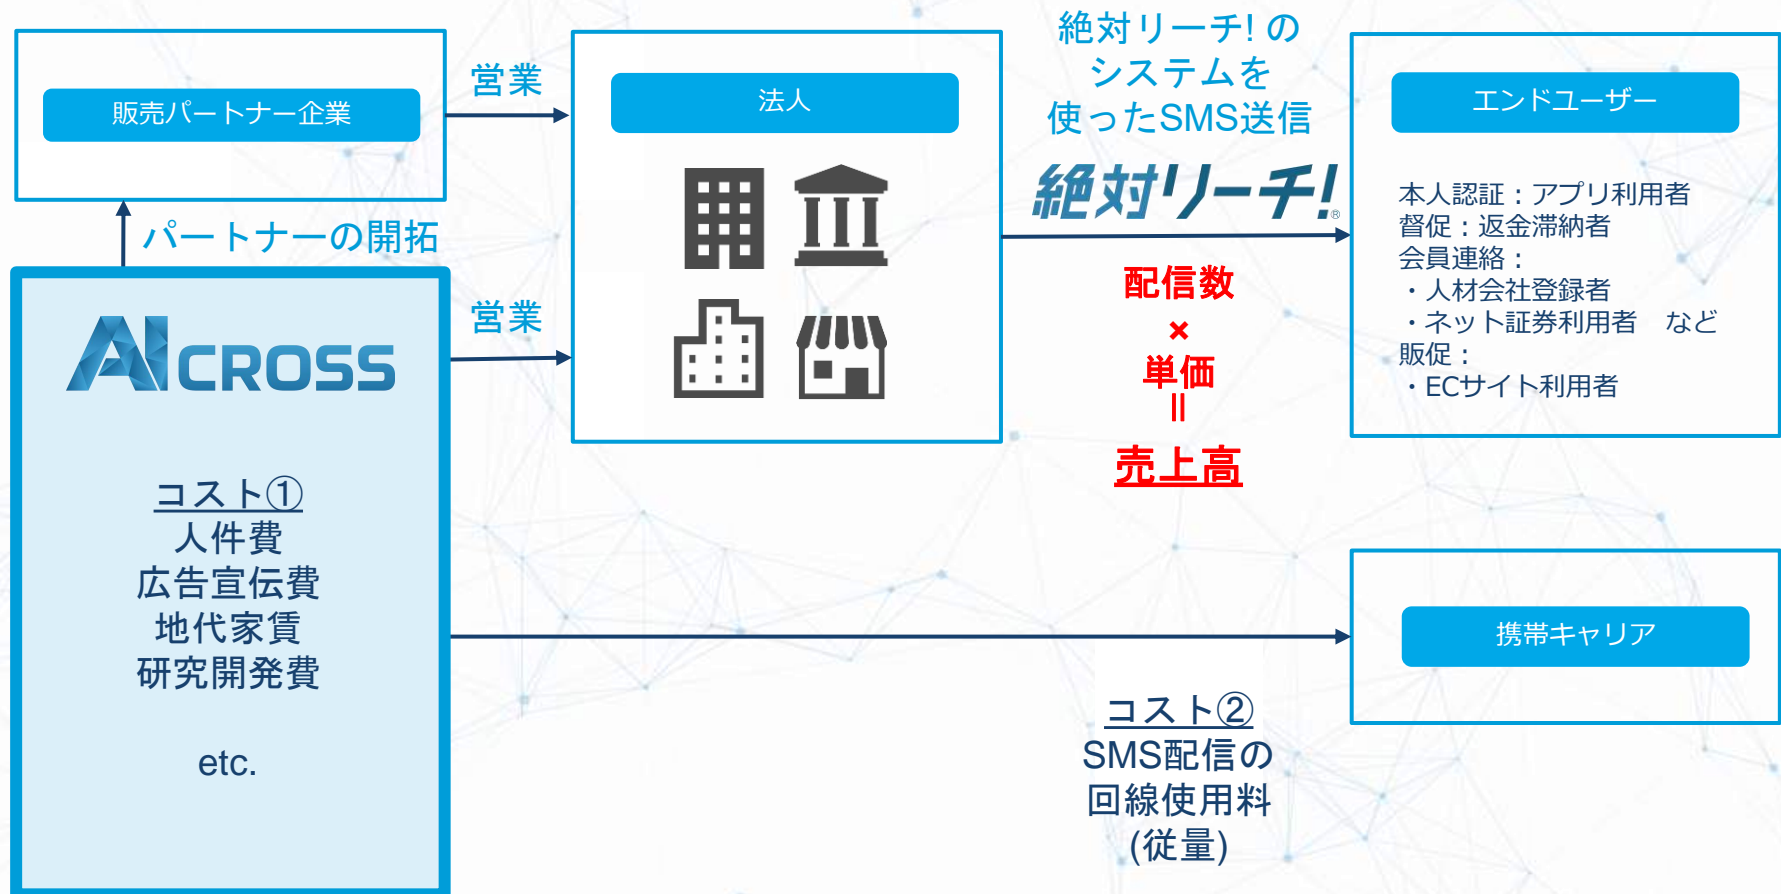 販売パートナー企業
営業
パートナーの開拓
AI CROSS
コスト①
人件費
広告宣伝費
地代家賃
研究開発費
etc.
営業
法人
絶対リーチ! の
システムを
使ったSMS送信
絶対リーチ!®
配信数
×
単価
=
売上高
エンドユーザー
本人認証：アプリ利用者
督促：返金滞納者
会員連絡：
・人材会社登録者
・ネット証券利用者　など
販促：
・ECサイト利用者
携帯キャリア
コスト②
SMS配信の
回線使用料
(従量)